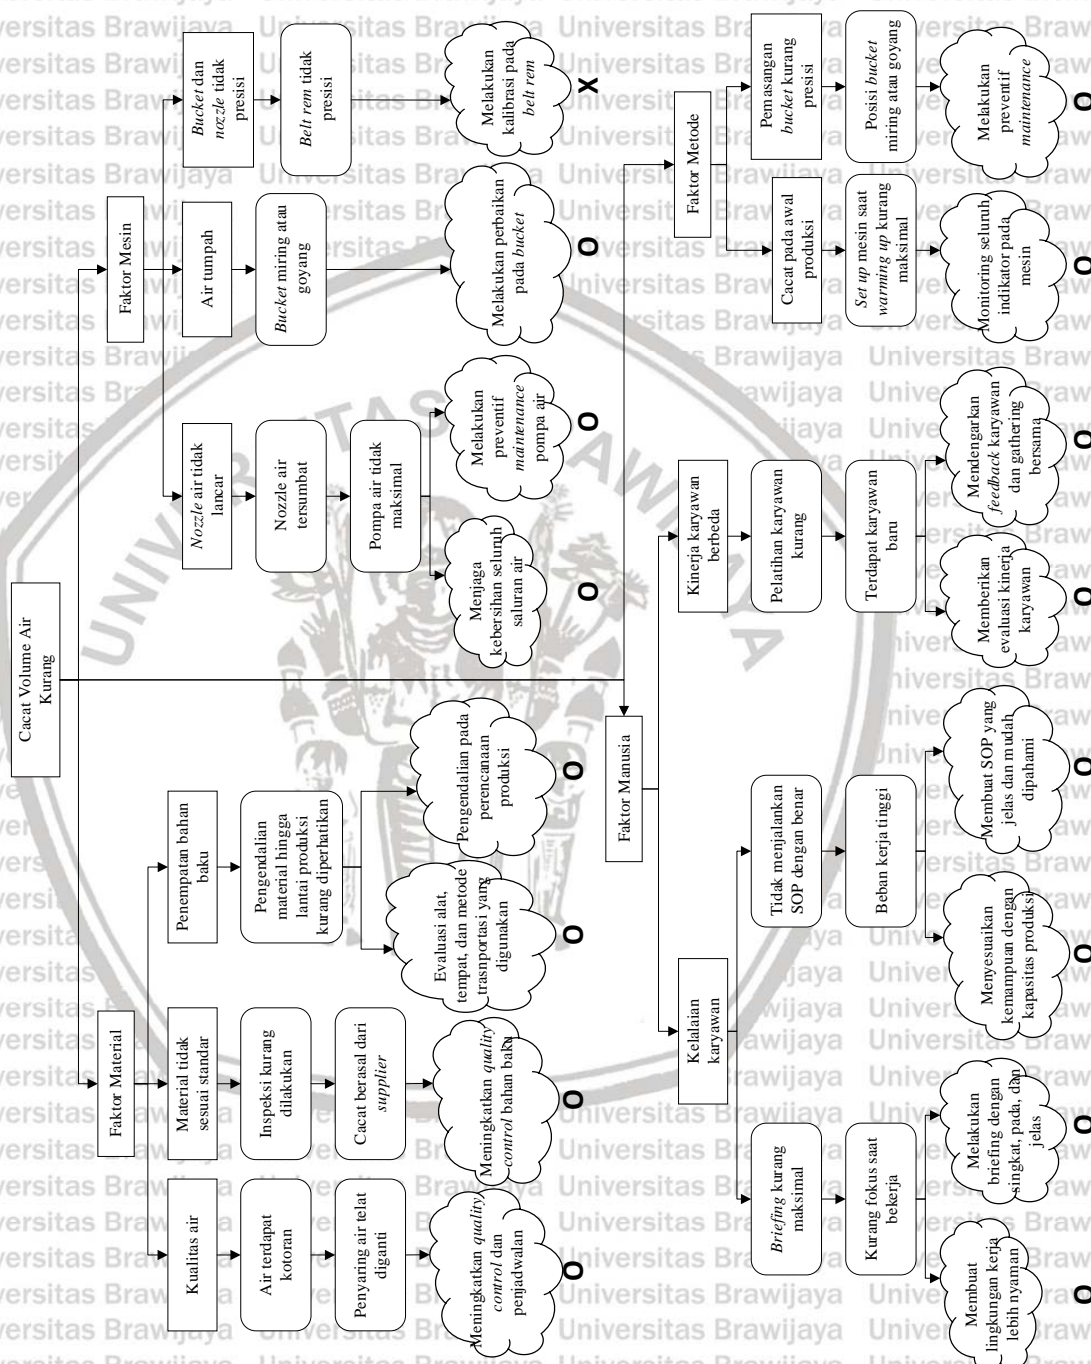 Cacat Volume Air
Kurang
Faktor Material
Kualitas air
Air terdapat
kotoran
Penyaring air telat
diganti
Meningkatkan quality
control dan
penjadwalan
O
Material tidak
sesuai standar
Inspeksi kurang
dilakukan
Cacat berasal dari
supplier
Meningkatkan quality
control bahan baku
O
Penempatan bahan
baku
Pengendalian
material hingga
lantai produksi
kurang diperhatikan
Evaluasi alat,
tempat, dan metode
trasnportasi yang
digunakan
O
Pengendalian pada
perencanaan
produksi
O
Faktor Mesin
Nozzle air tidak
lancar
Nozzle air
tersumbat
Pompa air tidak
maksimal
Menjaga
kebersihan seluruh
saluran air
O
Melakukan
preventif
maintenance
pompa air
O
Air tumpah
Bucket miring atau
goyang
Melakukan perbaikan
pada bucket
O
Bucket dan
nozzle tidak
presisi
Belt rem tidak
presisi
Melakukan
kalibrasi pada
belt rem
X
Faktor Manusia
Kelalaian
karyawan
Briefing kurang
maksimal
Kurang fokus saat
bekerja
Membuat
lingkungan kerja
lebih nyaman
O
Melakukan
briefing dengan
singkat, pada, dan
jelas
O
Tidak menjalankan
SOP dengan benar
Beban kerja tinggi
Menyesuaikan
kemampuan dengan
kapasitas produksi
O
Membuat SOP yang
jelas dan mudah
dipahami
O
Kinerja karyawan
berbeda
Pelatihan karyawan
kurang
Terdapat karyawan
baru
Memberikan
evaluasi kinerja
karyawan
O
Mendengarkan
feedback karyawan
dan gathering
bersama
O
Faktor Metode
Cacat pada awal
produksi
Set up mesin saat
warming up kurang
maksimal
Monitoring seluruh
indikator pada
mesin
O
Pemasangan
bucket kurang
presisi
Posisi bucket
miring atau goyang
Melakukan
preventif
maintenance
O
UNIVERSITAS BRAWIJAYA
Universitas Brawijaya